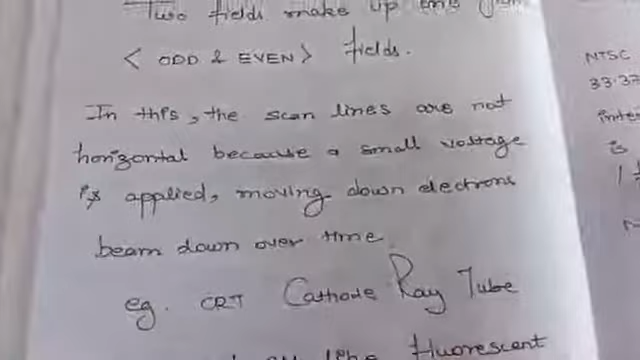 Two fields make up
< ODD & EVEN > fields.
In this, the scan lines are not
horizontal because a small voltage
is applied, moving down electrons
beam down over time.
eg. CRT Cathode Ray Tube
fluorescent
NTSC
33.37
is